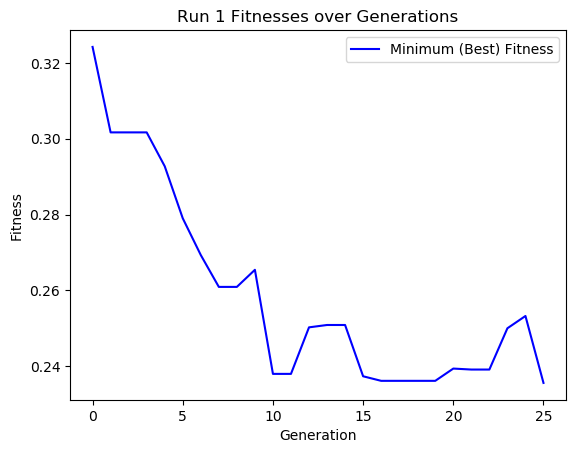 Run 1 Fitnesses over Generations
Minimum (Best) Fitness
0.32
0.30
0.28
0.26
0.24
Fitness
0
5
10
15
20
25
Generation